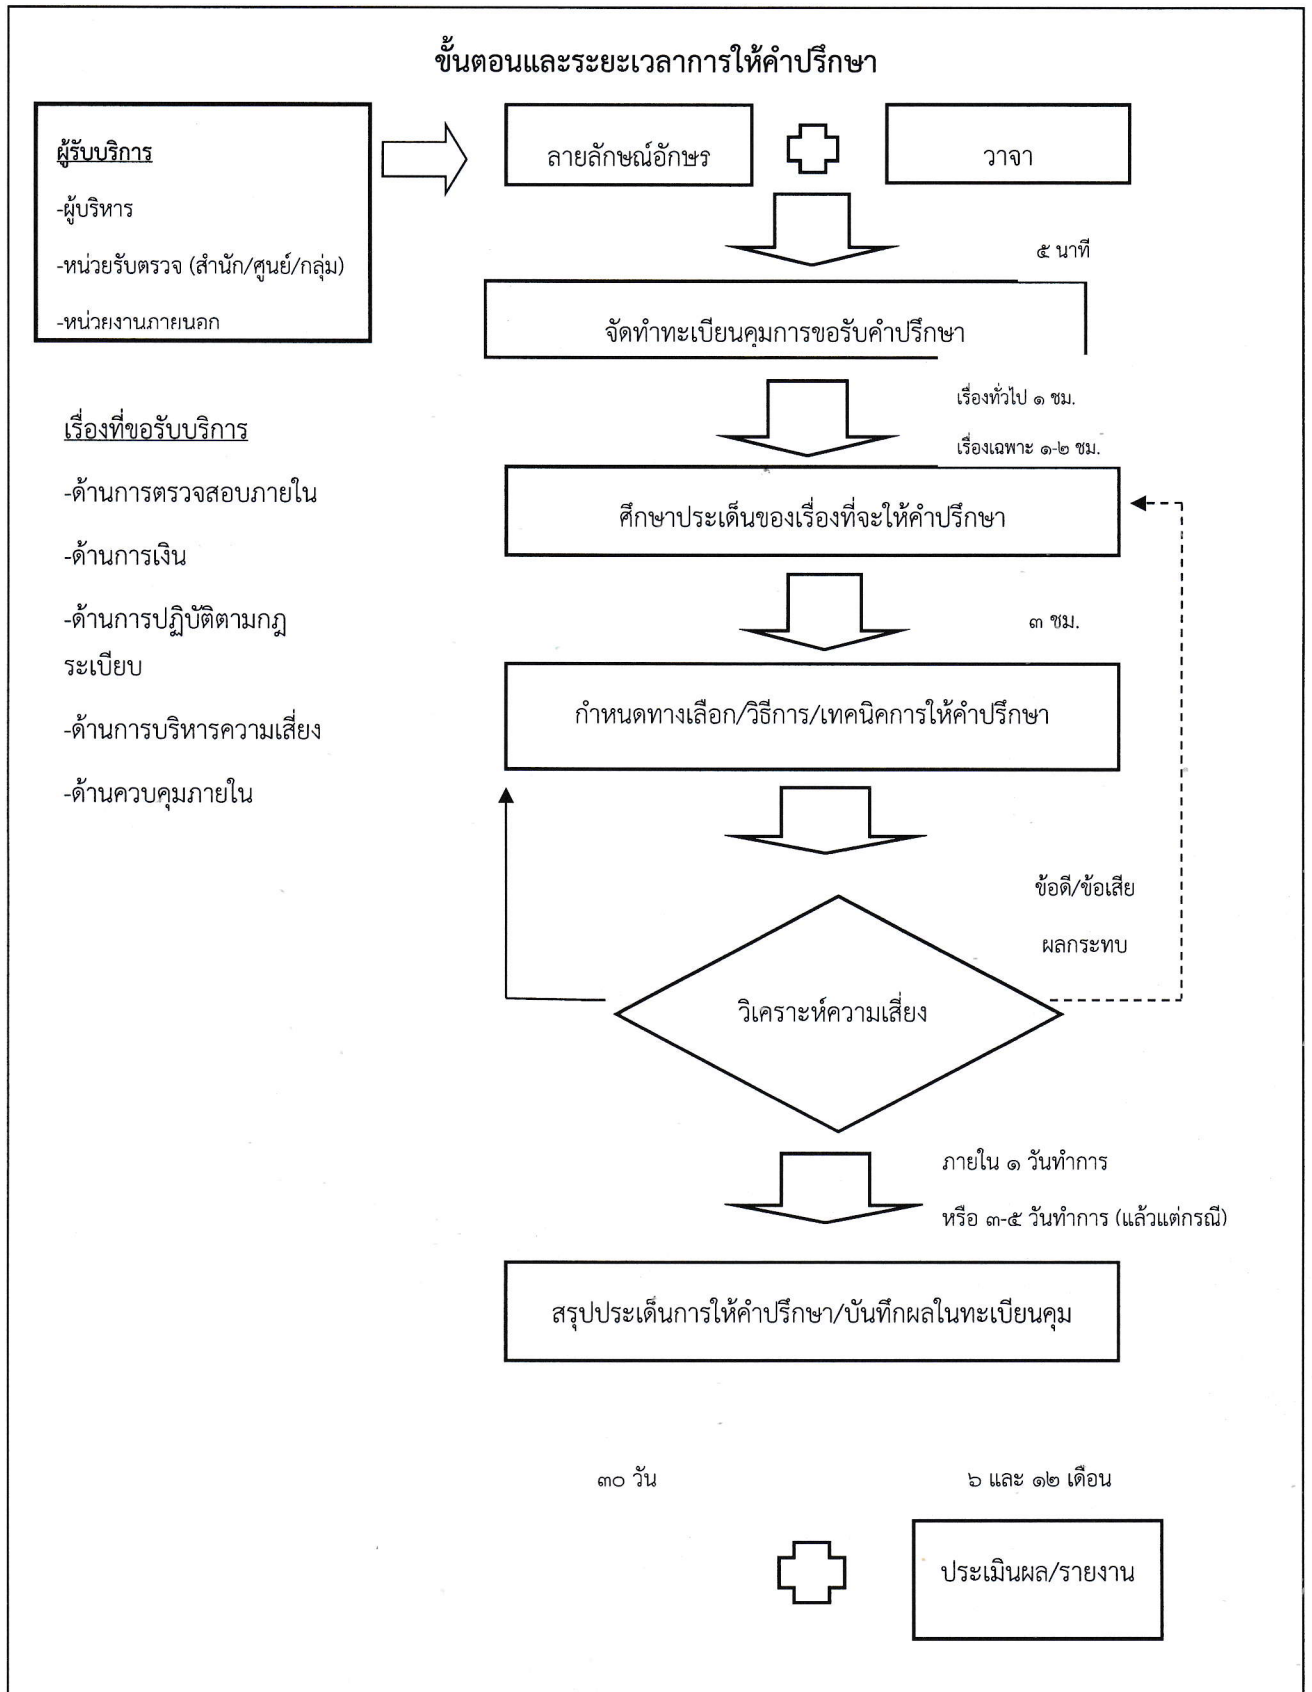 ขั้นตอนและระยะเวลาการให้คำปรึกษา
ผู้รับบริการ
-ผู้บริหาร
-หน่วยรับตรวจ (สำนัก/ศูนย์/กลุ่ม)
-หน่วยงานภายนอก
ลายลักษณ์อักษร
วาจา
๕ นาที
จัดทำทะเบียนคุมการขอรับคำปรึกษา
เรื่องทั่วไป ๑ ชม.
เรื่องเฉพาะ ๑-๒ ชม.
เรื่องที่ขอรับบริการ
-ด้านการตรวจสอบภายใน
-ด้านการเงิน
-ด้านการปฏิบัติตามกฎ
ระเบียบ
-ด้านการบริหารความเสี่ยง
-ด้านควบคุมภายใน
ศึกษาประเด็นของเรื่องที่จะให้คำปรึกษา
๓ ชม.
กำหนดทางเลือก/วิธีการ/เทคนิคการให้คำปรึกษา
ข้อดี/ข้อเสีย
ผลกระทบ
วิเคราะห์ความเสี่ยง
ภายใน ๑ วันทำการ
หรือ ๓-๕ วันทำการ (แล้วแต่กรณี)
สรุปประเด็นการให้คำปรึกษา/บันทึกผลในทะเบียนคุม
๓๐ วัน
๖ และ ๑๒ เดือน
ประเมินผล/รายงาน